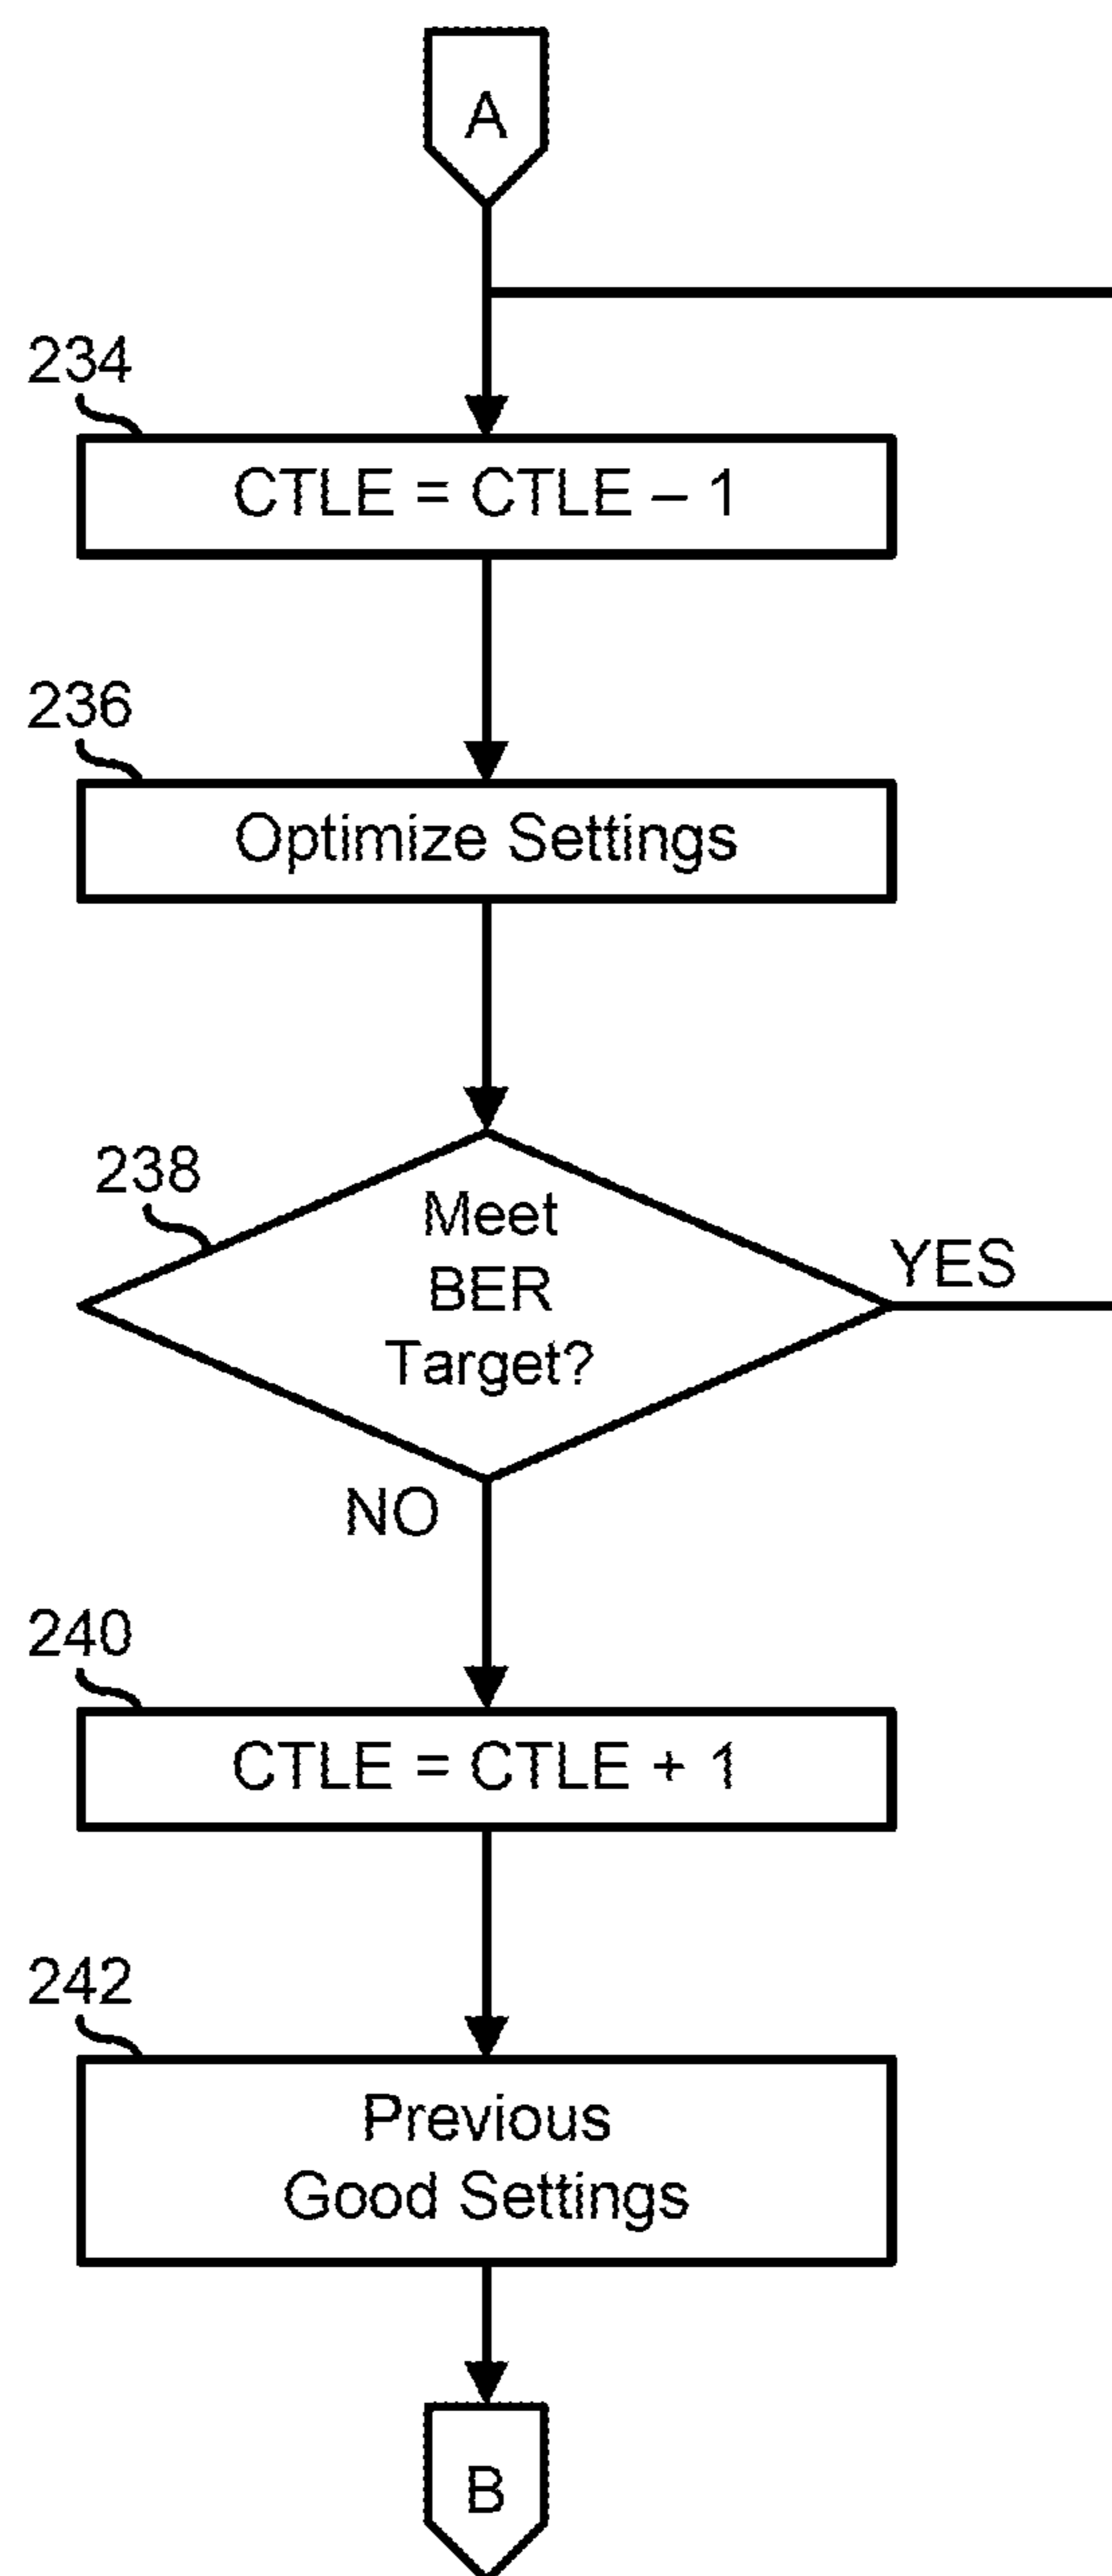 A
234
CTLE = CTLE – 1
236
Optimize Settings
238
Meet
BER
Target?
YES
NO
240
CTLE = CTLE + 1
242
Previous
Good Settings
B